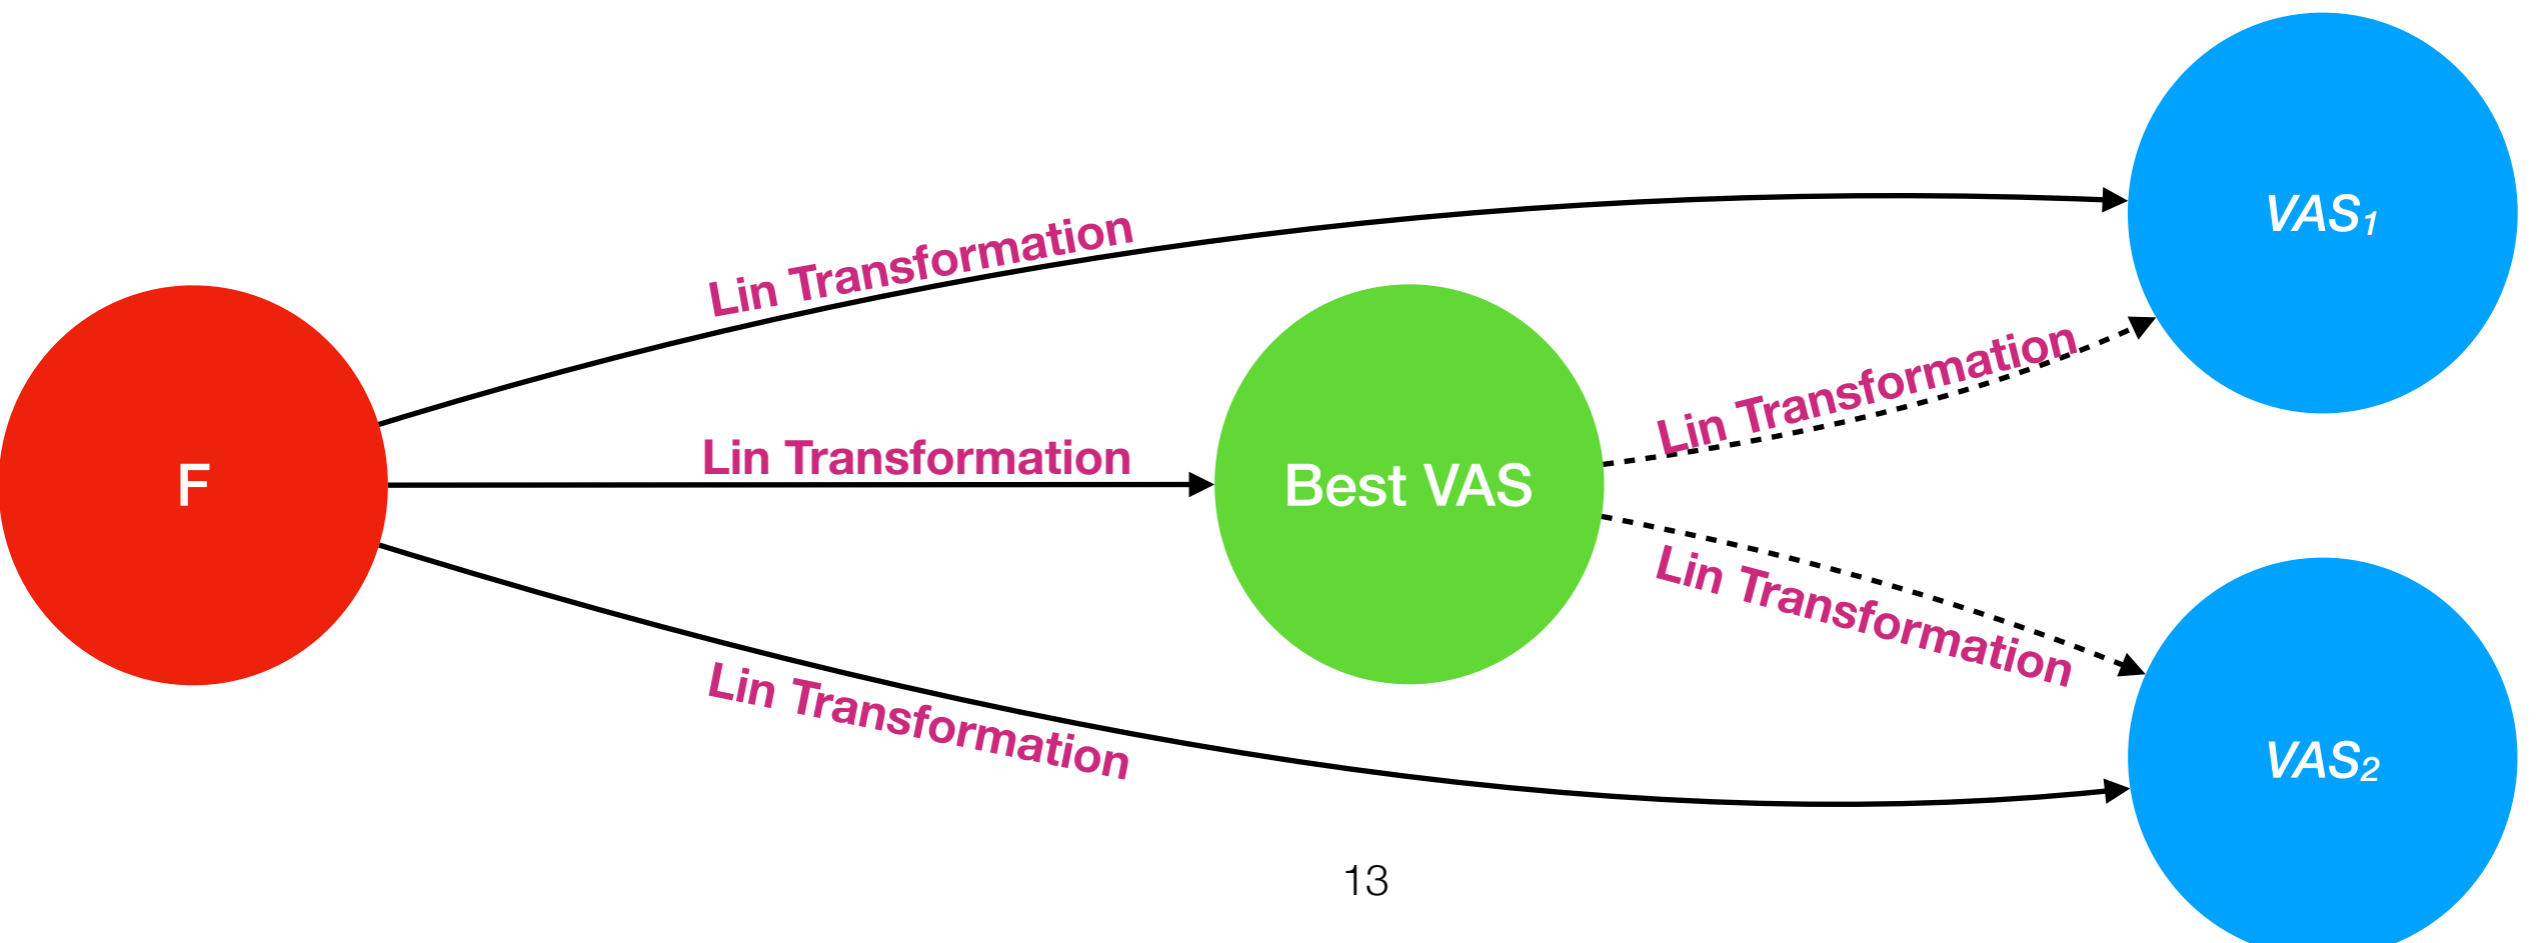 VAS1
Lin Transformation
Lin Transformation
Lin Transformation
F
Best VAS
Lin Transformation
Lin Transformation
VAS2
13